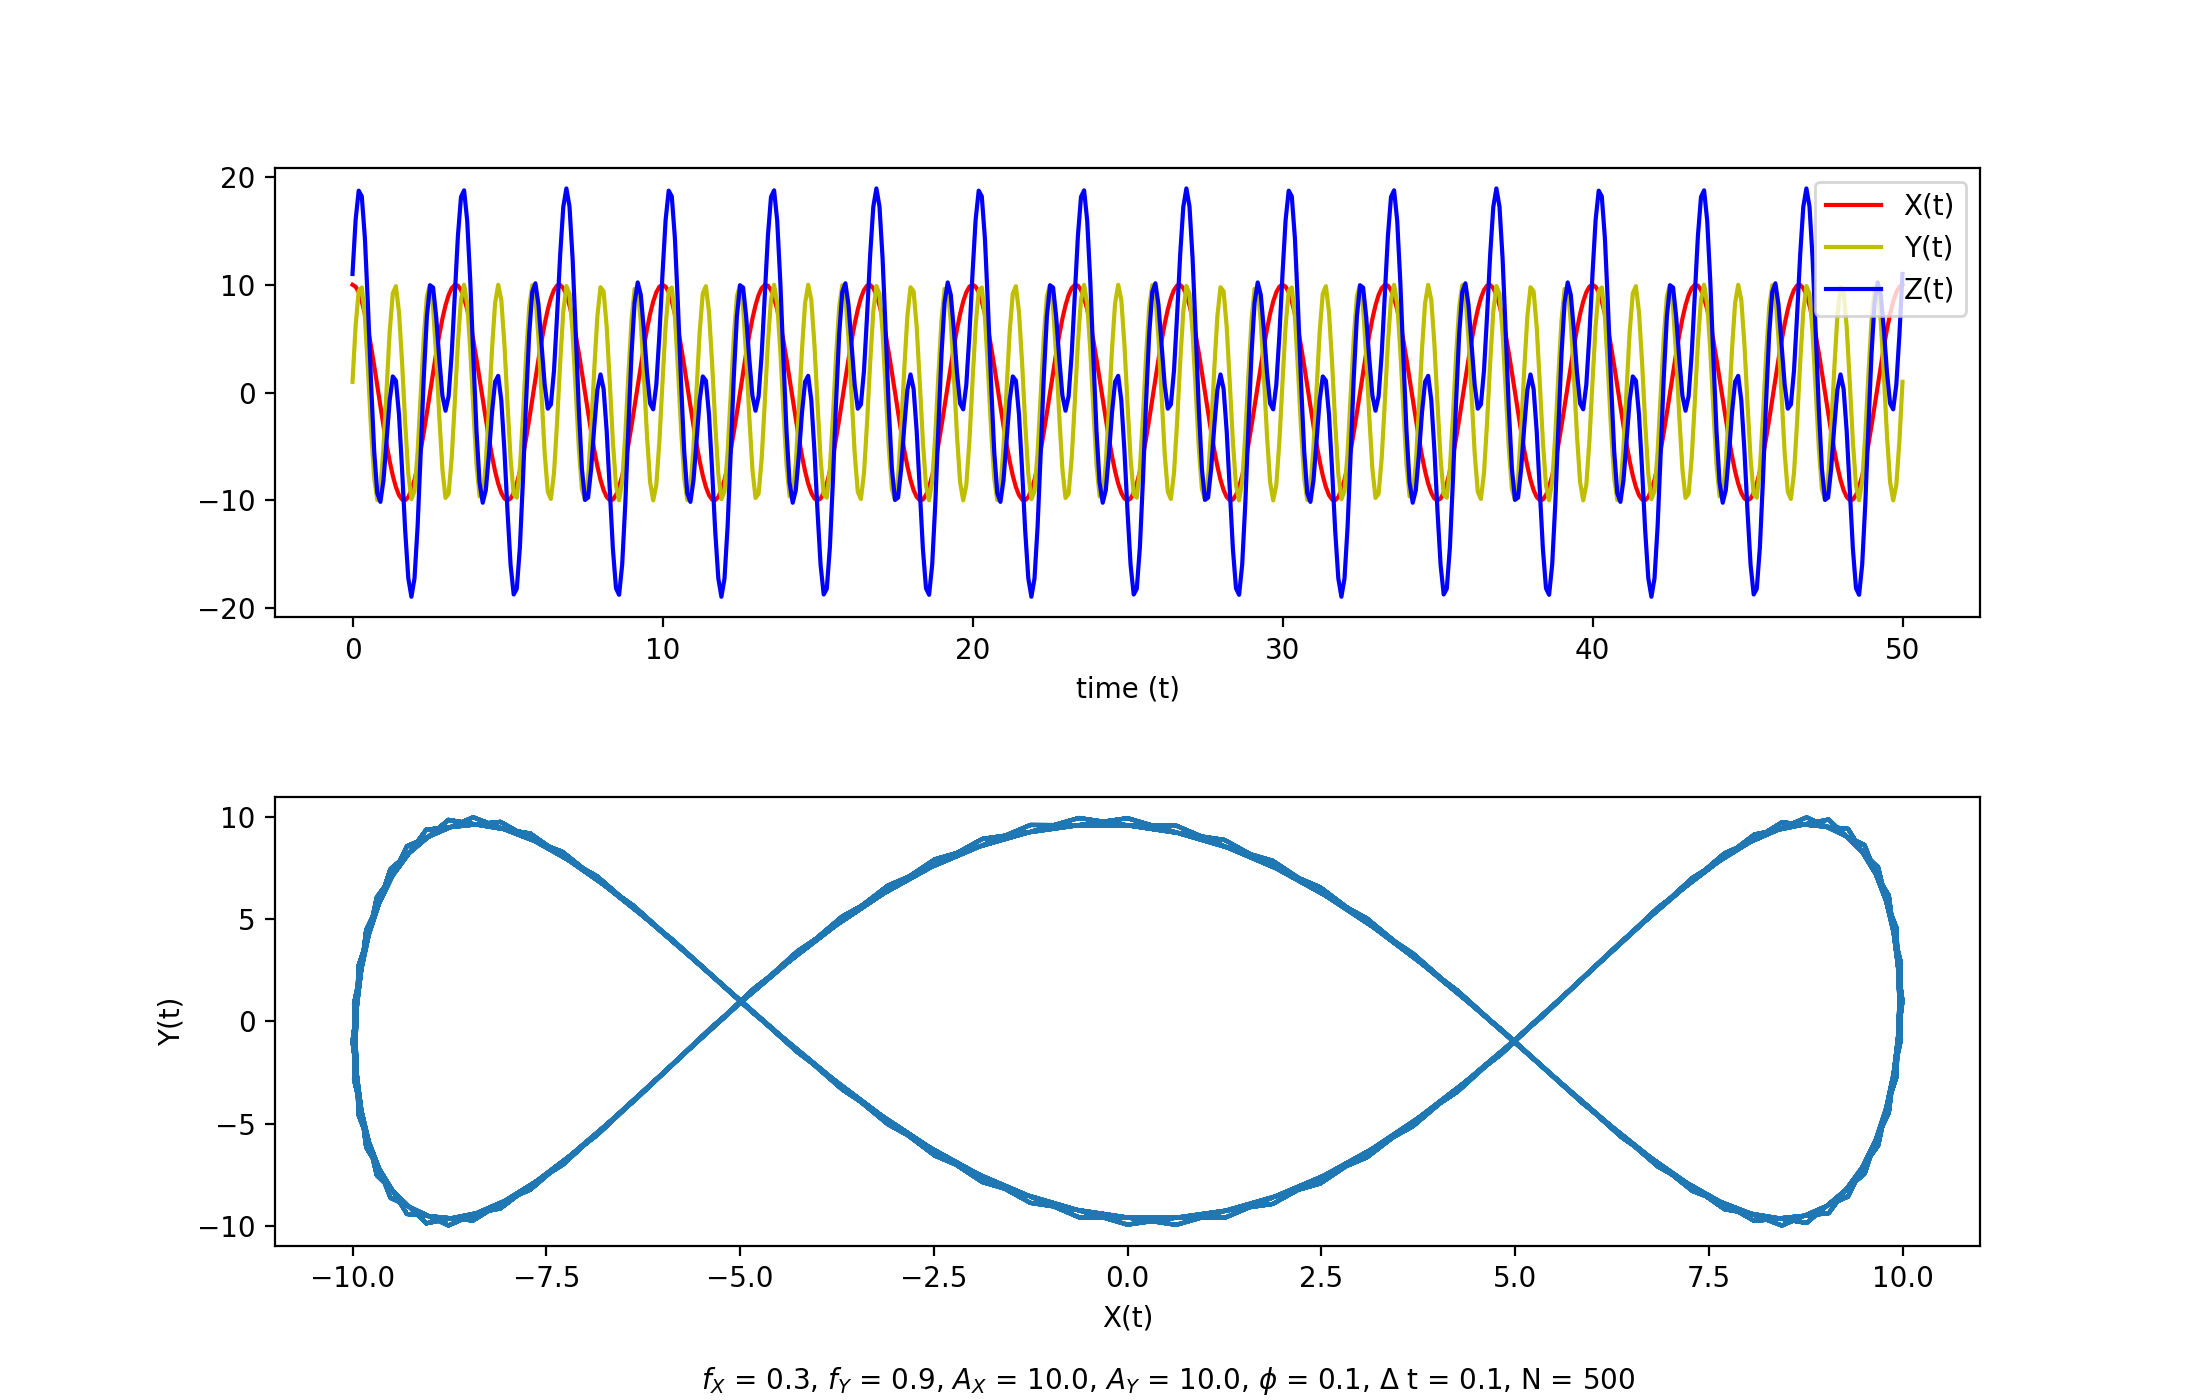 20
10
0
−10
−20
X(t)
Y(t)
Z(t)
0 10 20 30 40 50
time (t)
10
5
0
−5
−10
Y(t)
−10.0 −7.5 −5.0 −2.5 0.0 2.5 5.0 7.5 10.0
X(t)
f_X = 0.3, f_Y = 0.9, A_X = 10.0, A_Y = 10.0, ϕ = 0.1, Δ t = 0.1, N = 500